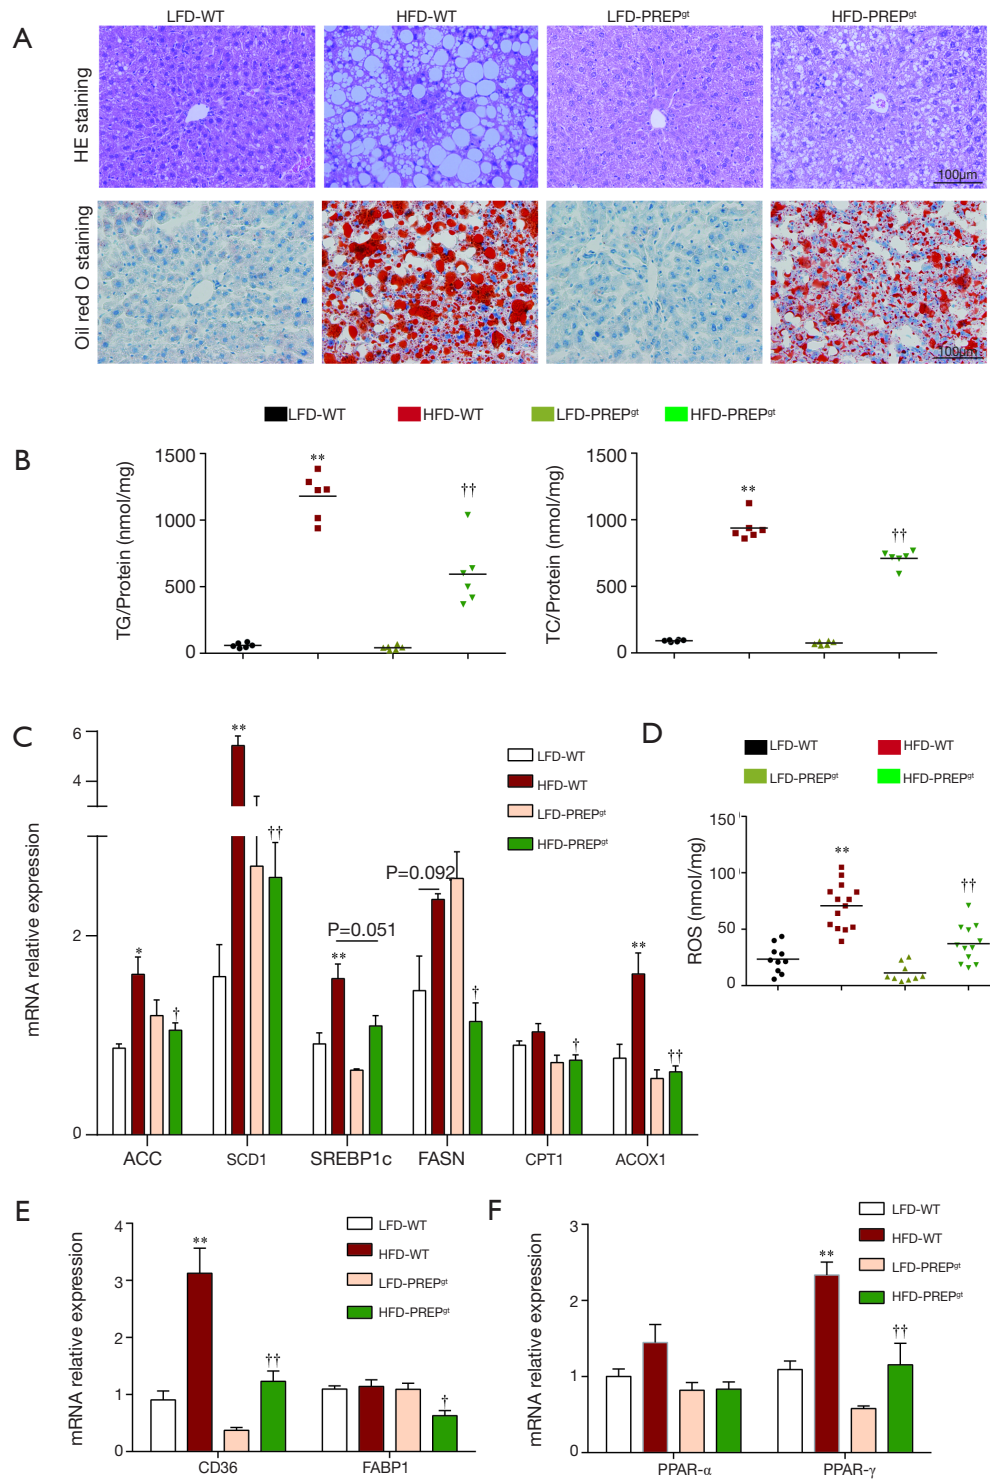 A
LFD-WT HFD-WT LFD-PREPgt HFD-PREPgt
HE staining
100μm
Oil red O staining
100μm
LFD-WT HFD-WT LFD-PREPgt HFD-PREPgt
B
TG/Protein (nmol/mg)
1500
1000
500
0
**
††
TC/Protein (nmol/mg)
1500
1000
500
0
**
††
C
mRNA relative expression
6
4
2
0
LFD-WT
HFD-WT
LFD-PREPgt
HFD-PREPgt
*
†
**
††
P=0.051
**
P=0.092
†
†
**
††
ACC SCD1 SREBP1c FASN CPT1 ACOX1
D
LFD-WT HFD-WT
LFD-PREPgt HFD-PREPgt
ROS (nmol/mg)
150
100
50
0
**
††
E
mRNA relative expression
4
3
2
1
0
LFD-WT
HFD-WT
LFD-PREPgt
HFD-PREPgt
**
††
†
CD36 FABP1
F
mRNA relative expression
3
2
1
0
LFD-WT
HFD-WT
LFD-PREPgt
HFD-PREPgt
**
††
PPAR-α PPAR-γ